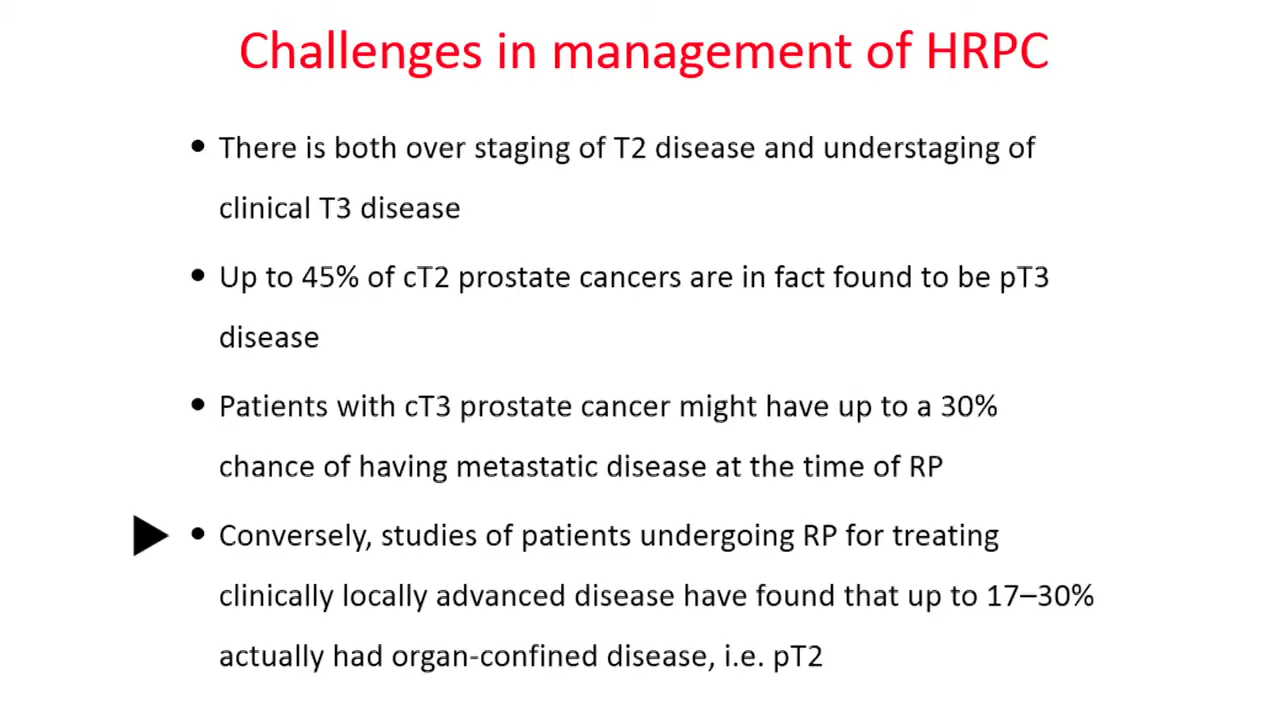 Challenges in management of HRPC
• There is both over staging of T2 disease and understaging of
clinical T3 disease
• Up to 45% of cT2 prostate cancers are in fact found to be pT3
disease
• Patients with cT3 prostate cancer might have up to a 30%
chance of having metastatic disease at the time of RP
• Conversely, studies of patients undergoing RP for treating
clinically locally advanced disease have found that up to 17–30%
actually had organ-confined disease, i.e. pT2